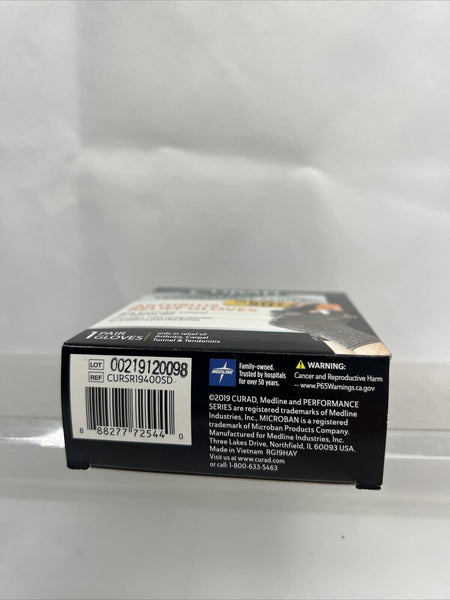 RELIEF GLOVES
1 PAIR
GLOVES
aids in relief of
Arthritis, Carpal
Tunnel & Tendonitis
LOT 00219120098
REF CURSR19400SD
8 88277 72544 0
MEDLINE
Family-owned.
Trusted by hospitals
for over 50 years.
WARNING:
Cancer and Reproductive Harm
-- www.P65Warnings.ca.gov
©2019 CURAD, Medline and PERFORMANCE
SERIES are registered trademarks of Medline
Industries, Inc., MICROBAN is a registered
trademark of Microban Products Company.
Manufactured for Medline Industries, Inc.
Three Lakes Drive, Northfield, IL 60093 USA.
Made in Vietnam RG19HAY
Visit us at www.curad.com
or call: 1-800-633-5463